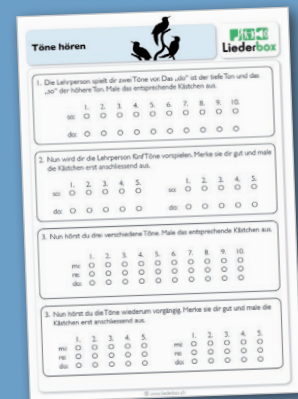 Töne hören
Liederbox
1. Die Lehrperson spielt dir zwei Töne vor. Das „do" ist der tiefe Ton und das
„so" der höhere Ton. Male das entsprechende Kästchen aus.
1. 2. 3. 4. 5. 6. 7. 8. 9. 10.
so: O O O O O O O O O O
do: O O O O O O O O O O
2. Nun wird dir die Lehrperson fünf Töne vorspielen. Merke sie dir gut und male
die Kästchen erst anschliessend aus.
1. 2. 3. 4. 5. 1. 2. 3. 4. 5.
so: O O O O O so: O O O O O
do: O O O O O do: O O O O O
3. Nun hörst du drei verschiedene Töne. Male das entsprechende Kästchen aus.
1. 2. 3. 4. 5. 6. 7. 8. 9. 10.
mi: O O O O O O O O O O
re: O O O O O O O O O O
do: O O O O O O O O O O
3. Nun hörst du die Töne wiederum vorgängig. Merke sie dir gut und male die
Kästchen erst anschliessend aus.
1. 2. 3. 4. 5. 1. 2. 3. 4. 5.
mi: O O O O O mi: O O O O O
re: O O O O O re: O O O O O
do: O O O O O do: O O O O O
© www.liederbox.ch